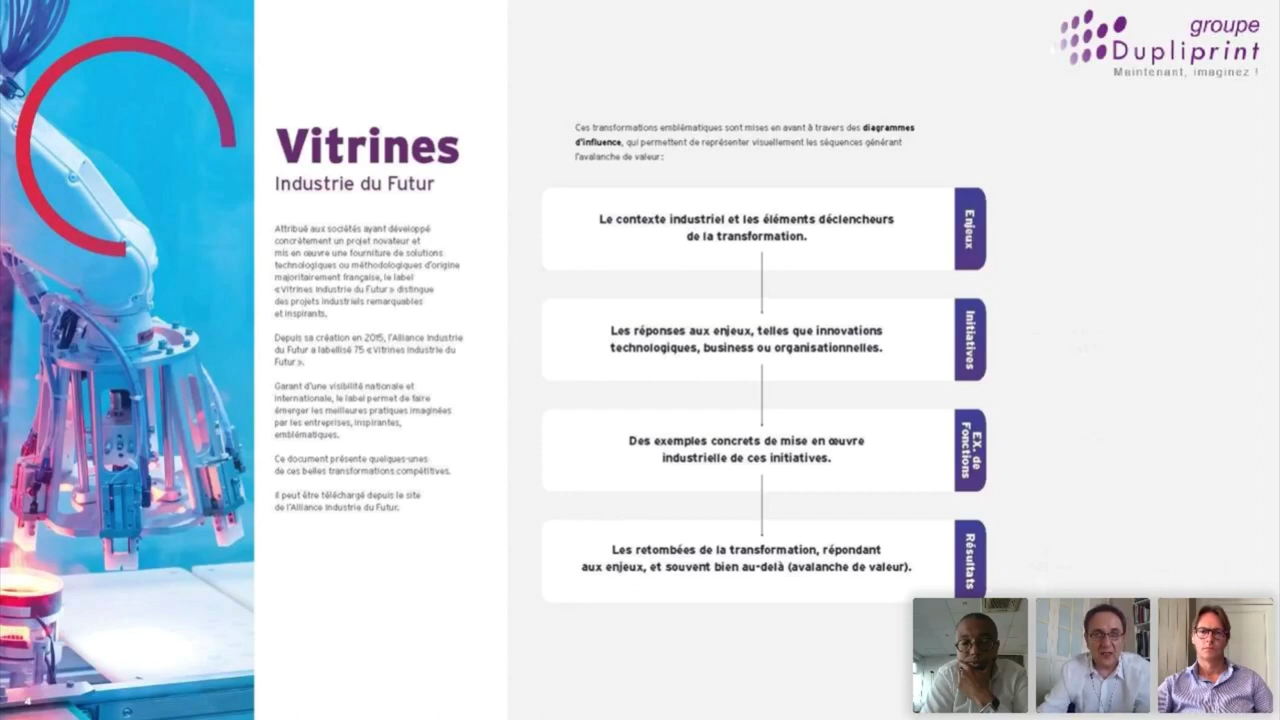 groupe
Dupliprint
Maintenant, imaginez !
Vitrines
Industrie du Futur
Attribué aux sociétés ayant développé
concrètement un projet novateur et
mis en œuvre une fourniture de solutions
technologiques ou méthodologiques d'origine
majoritairement française, le label
«Vitrines Industrie du Futur» distingue
des projets industriels remarquables
et inspirants.
Depuis sa création en 2015, l'Alliance Industrie
du Futur a labellisé 75 «Vitrines Industrie du
Futur».
Garant d'une visibilité nationale et
internationale, le label permet de faire
émerger les meilleures pratiques imaginées
par les entreprises, inspirantes,
emblématiques.
Ce document présente quelques-unes
de ces belles transformations compétitives.
Il peut être téléchargé depuis le site
de l'Alliance Industrie du Futur.
4
Ces transformations emblématiques sont mises en avant à travers des diagrammes
d'influence, qui permettent de représenter visuellement les séquences générant
l'avalanche de valeur:
Le contexte industriel et les éléments déclencheurs
de la transformation.
Enjeux
Les réponses aux enjeux, telles que innovations
technologiques, business ou organisationnelles.
Initiatives
Des exemples concrets de mise en œuvre
industrielle de ces initiatives.
EX. de
Fonctions
Les retombées de la transformation, répondant
aux enjeux, et souvent bien au-delà (avalanche de valeur).
Résultats